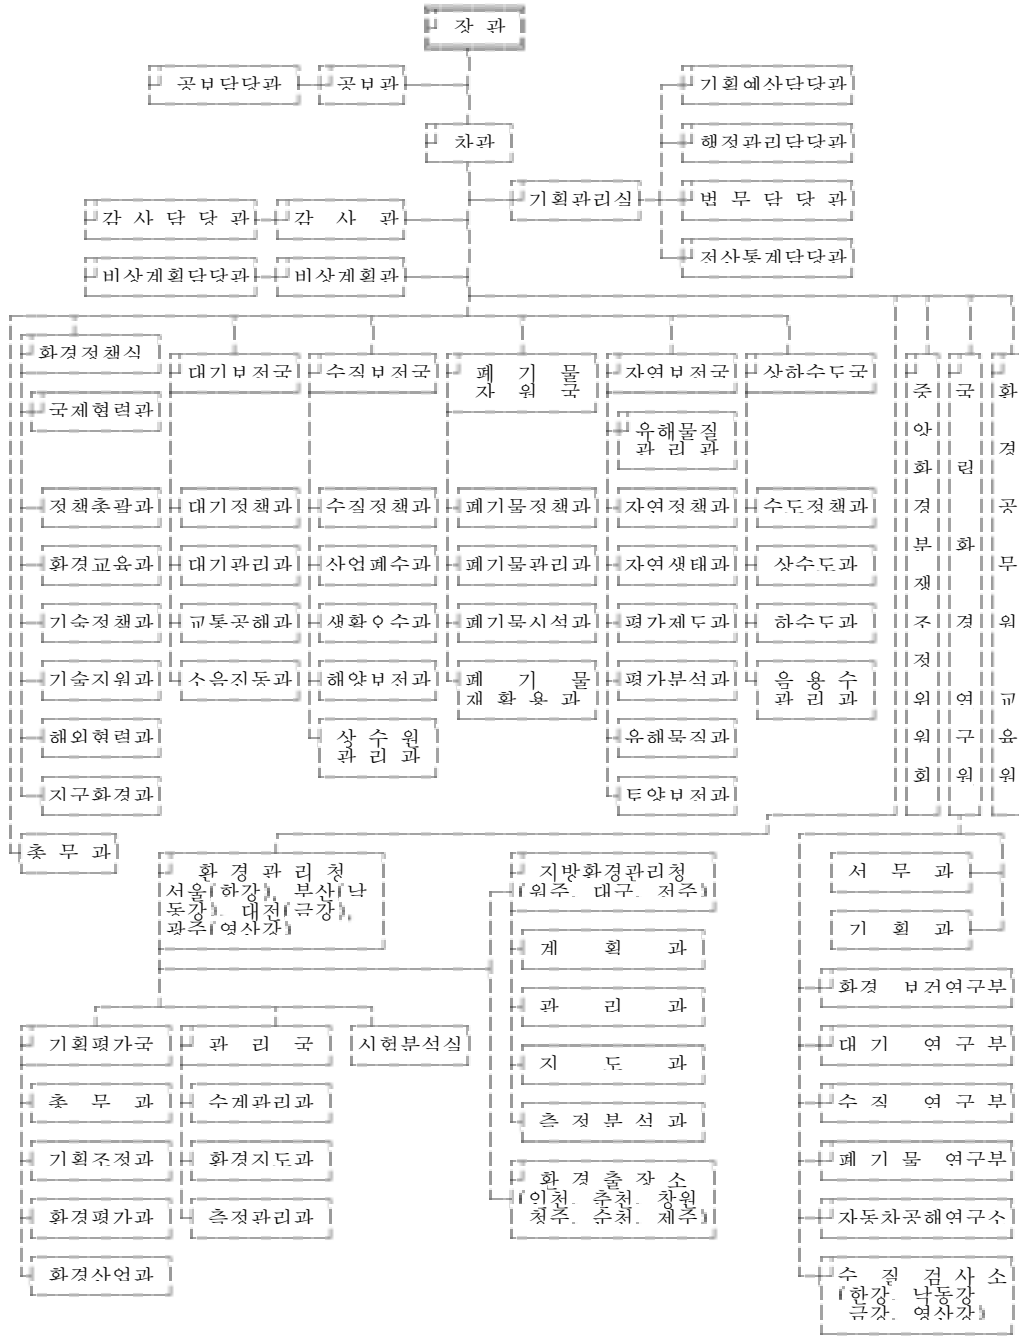 장 관
공보담당관 공보관 기획예산담당관
차관 행정관리담당관
기획관리실 법 무 담 당 관
감 사 담 당 관 감 사 관
전산통계담당관
비상계획담당관 비상계획관
화경정책실
대기보전국 수질보전국 폐 기 물 자연보전국 상하수도국
자 원 국
국제협력관
유해물질
관 리 과
정책총괄과 대기정책과 수질정책과 폐기물정책과 자연정책과 수도정책과
환경교육과 대기관리과 산업폐수과 폐기물관리과 자연생태과 상수도과
기술정책과 교통공해과 생활오수과 폐기물시설과 평가제도과 하수도과
기술지원과 소음진동과 해양보전과 폐 기 물 평가분석과 음 용 수
재 활 용 과 관 리 과
해외협력과 상 수 원 유해물질과
관 리 과
지구환경과 토양보전과
중앙환경분쟁조정위원회
국립환경연구원
환경공무원교육원
총 무 과
환 경 관 리 청
서울(한강), 부산(낙
동강), 대전(금강),
광주(영산강)
지방환경관리청
(원주, 대구, 전주)
서 무 과
기 획 과
계 획 과
관 리 과
지 도 과
측 정 분 석 과
환 경 출 장 소
(인천, 춘천, 창원
청주, 순천, 제주)
환경 보건연구부
대 기 연 구 부
수 질 연 구 부
폐 기 물 연구부
자동차공해연구소
수 질 검 사 소
(한강, 낙동강
금강, 영산강)
기획평가국 관 리 국 시험분석실
총 무 과 수계관리과
기획조정과 환경지도과
환경평가과 측정관리과
환경산업과